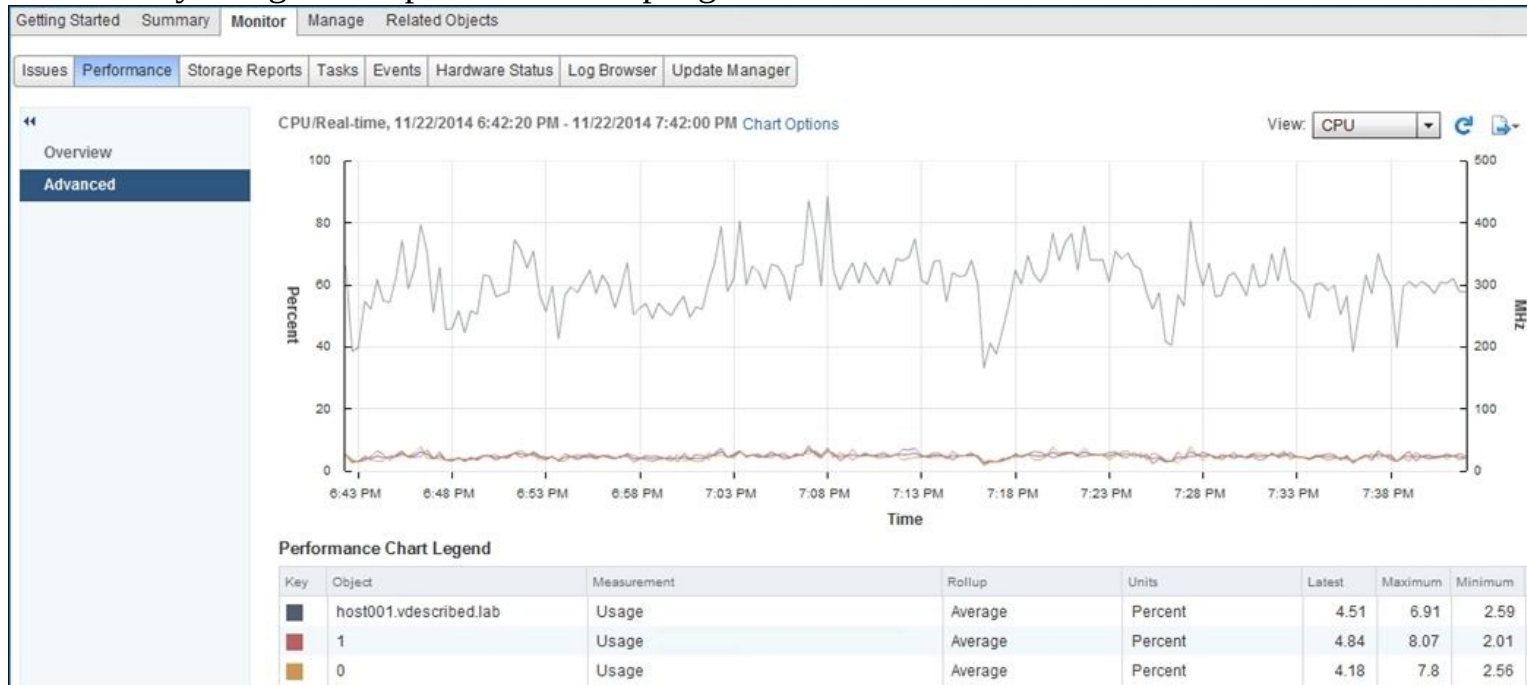 Getting Started Summary Monitor Manage Related Objects
Issues Performance Storage Reports Tasks Events Hardware Status Log Browser Update Manager
Overview
Advanced
CPU/Real-time, 11/22/2014 6:42:20 PM - 11/22/2014 7:42:00 PM Chart Options
View: CPU
100
80
60
40
20
0
Percent
500
400
300
200
100
0
MHz
6:43 PM 6:48 PM 6:53 PM 6:58 PM 7:03 PM 7:08 PM 7:13 PM 7:18 PM 7:23 PM 7:28 PM 7:33 PM 7:38 PM
Time
Performance Chart Legend
Key Object Measurement Rollup Units Latest Maximum Minimum
host001.vdescribed.lab Usage Average Percent 4.51 6.91 2.59
1 Usage Average Percent 4.84 8.07 2.01
0 Usage Average Percent 4.18 7.8 2.56